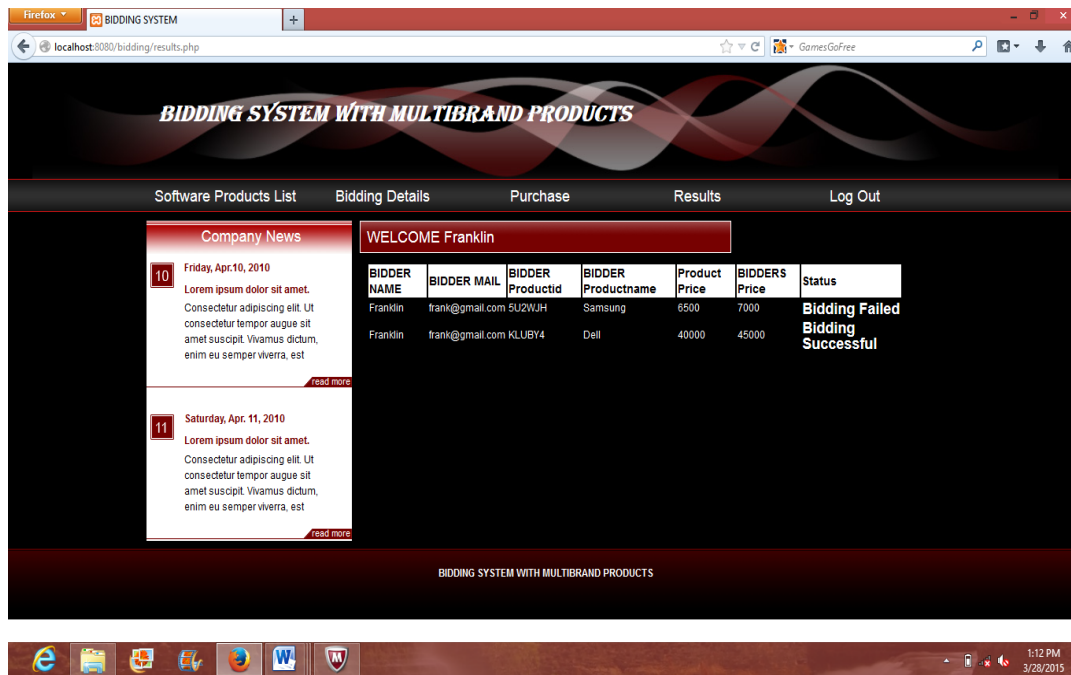 Firefox
BIDDING SYSTEM
+
localhost:8080/bidding/results.php
GamesGoFree
BIDDING SYSTEM WITH MULTIBRAND PRODUCTS
Software Products List Bidding Details Purchase Results Log Out
Company News
10
Friday, Apr.10, 2010
Lorem ipsum dolor sit amet.
Consectetur adipiscing elit. Ut
consectetur tempor augue sit
amet suscipit. Vivamus dictum,
enim eu semper viverra, est
read more
11
Saturday, Apr. 11, 2010
Lorem ipsum dolor sit amet.
Consectetur adipiscing elit. Ut
consectetur tempor augue sit
amet suscipit. Vivamus dictum,
enim eu semper viverra, est
read more
WELCOME Franklin
BIDDER NAME BIDDER MAIL BIDDER Productid BIDDER Productname Product Price BIDDERS Price Status
Franklin frank@gmail.com 5U2WJH Samsung 6500 7000 Bidding Failed
Franklin frank@gmail.com KLUBY4 Dell 40000 45000 Bidding Successful
BIDDING SYSTEM WITH MULTIBRAND PRODUCTS
1:12 PM
3/28/2015